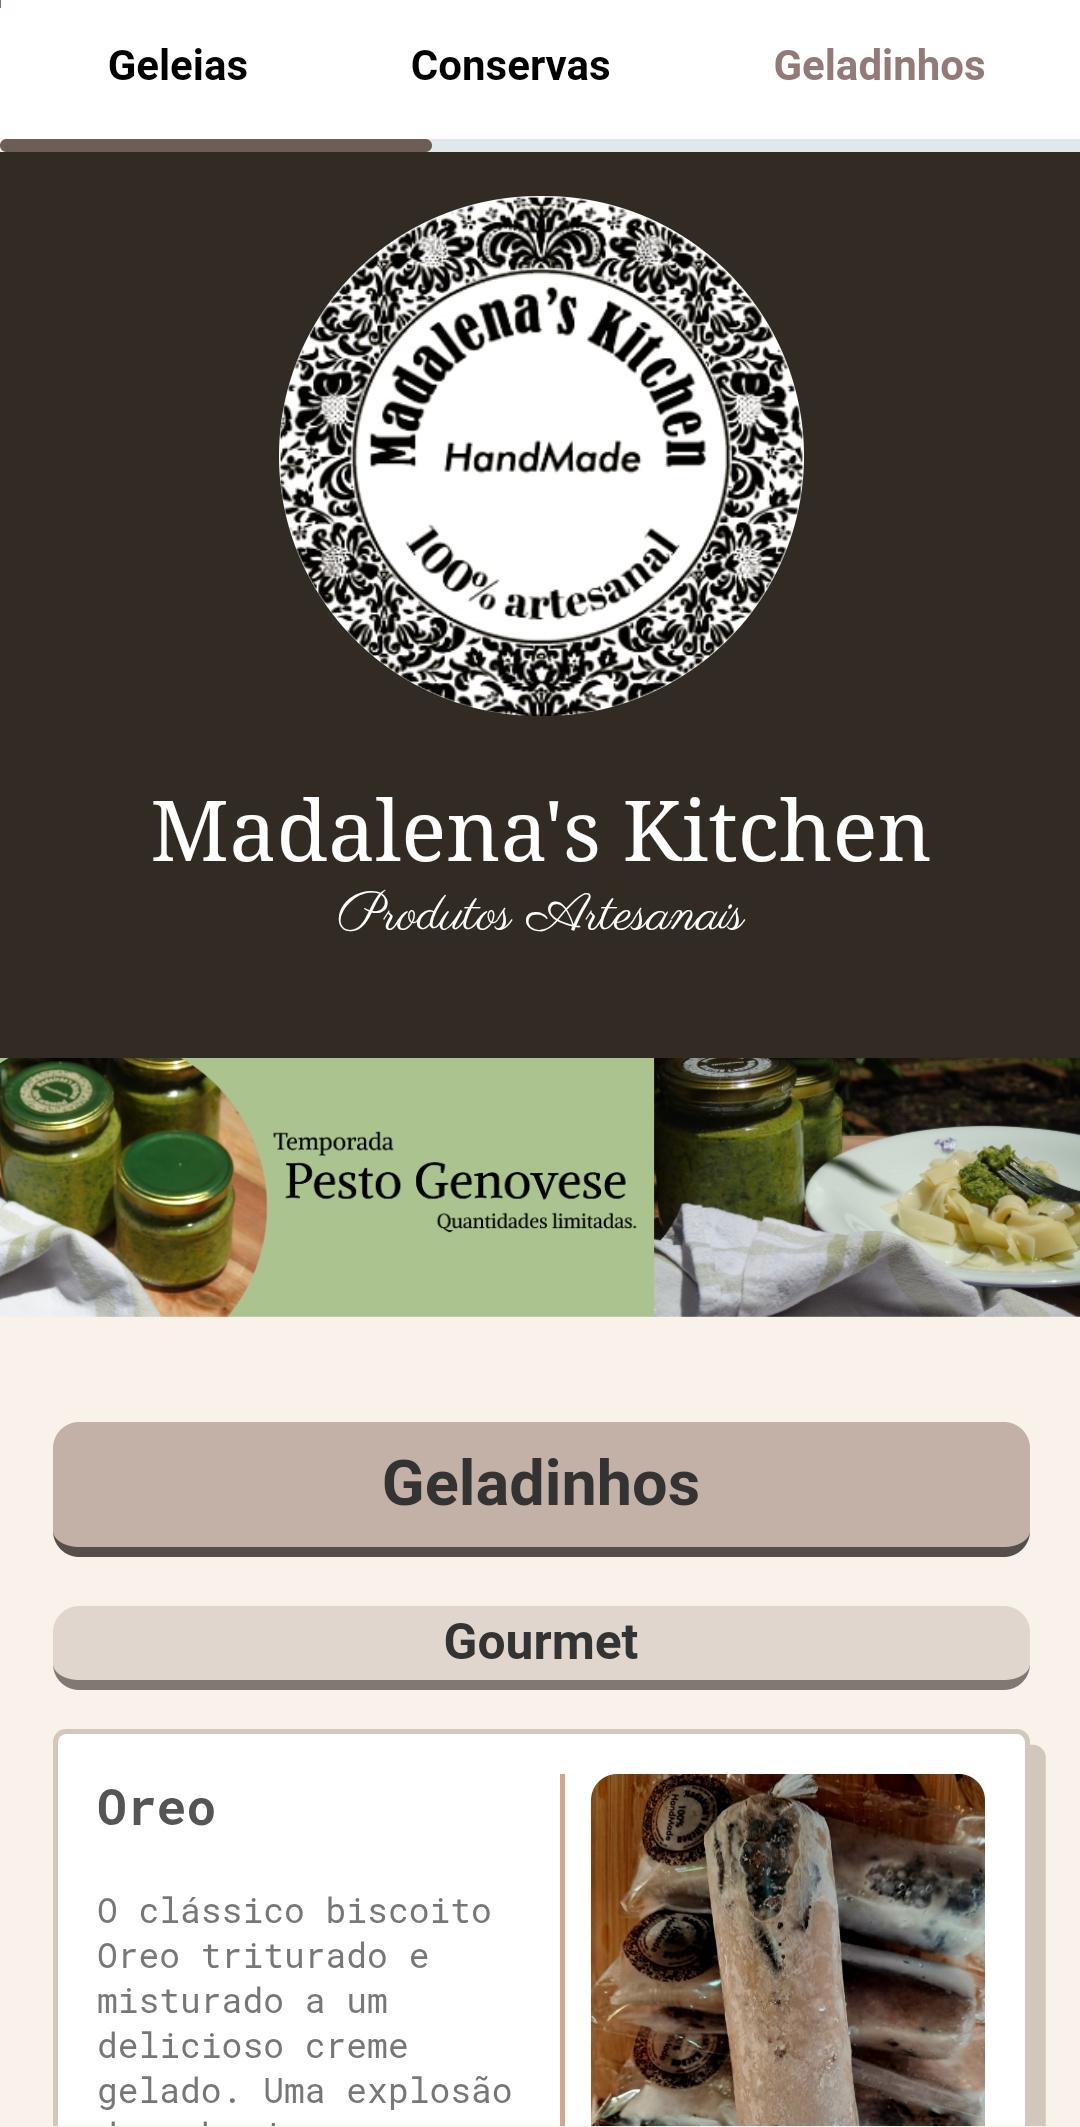 Geleias
Conservas
Geladinhos
Madalena's Kitchen
HandMade
100% artesanal
Madalena's Kitchen
Produtos Artesanais
Temporada
Pesto Genovese
Quantidades limitadas.
Geladinhos
Gourmet
Oreo
O clássico biscoito
Oreo triturado e
misturado a um
delicioso creme
gelado. Uma explosão